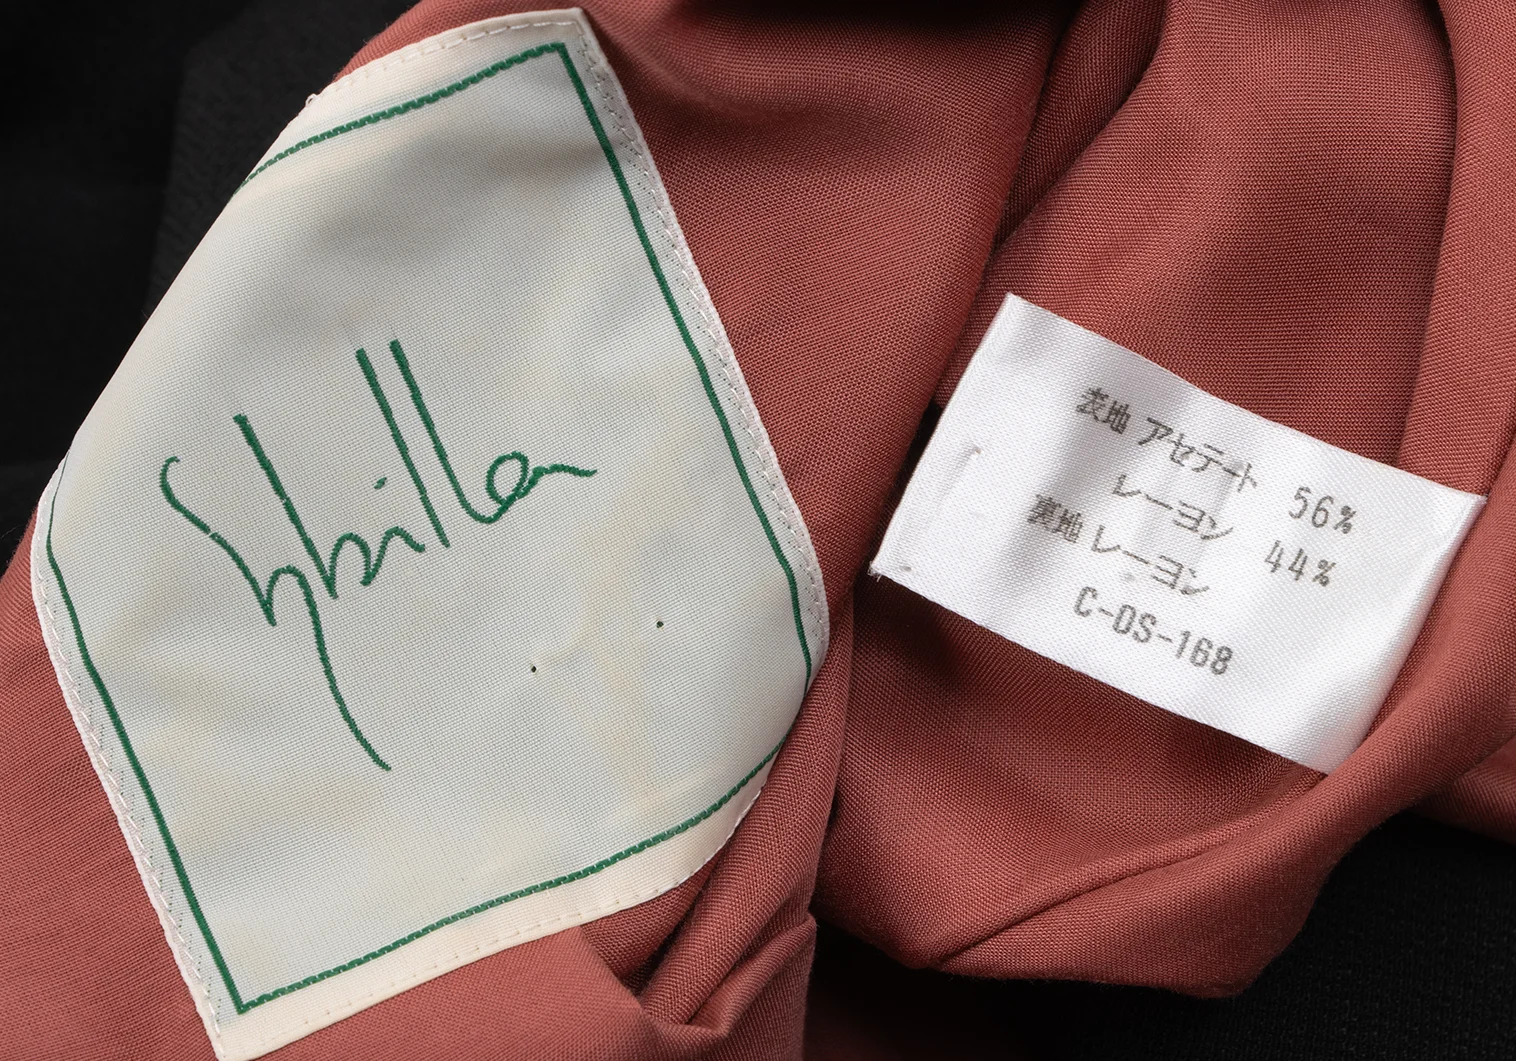 Sybilla
表地 アセテート 56%
レーヨン 44%
裏地 レーヨン
C-DS-168